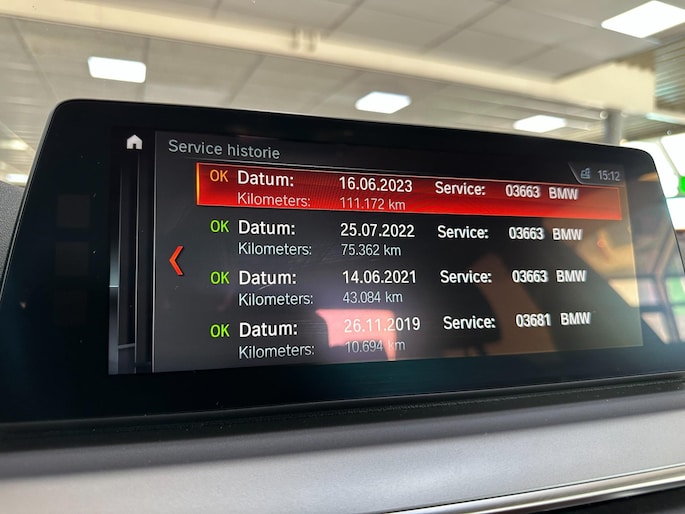 Service historie
15:12
OK Datum: 16.06.2023 Service: 03663 BMW
Kilometers: 111.172 km
OK Datum: 25.07.2022 Service: 03663 BMW
Kilometers: 75.362 km
OK Datum: 14.06.2021 Service: 03663 BMW
Kilometers: 43.084 km
OK Datum: 26.11.2019 Service: 03681 BMW
Kilometers: 10.694 km